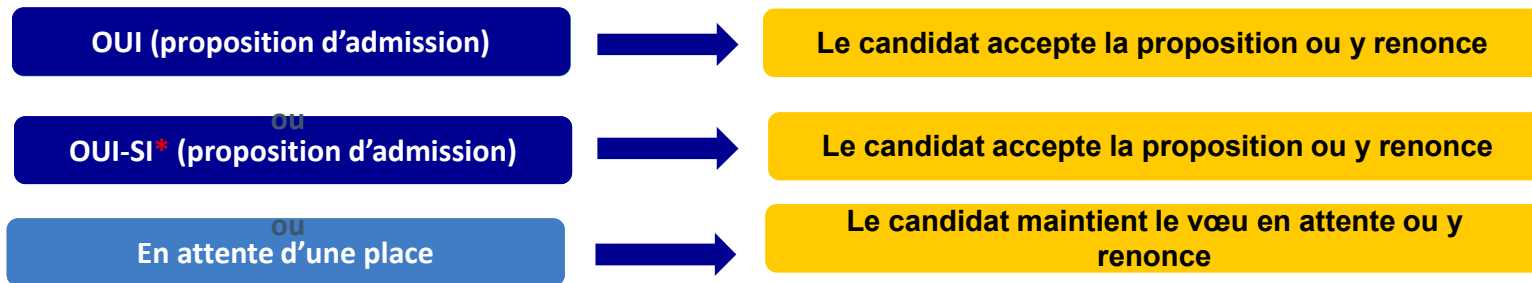 OUI (proposition d’admission)
Le candidat accepte la proposition ou y renonce
ou
OUI-SI* (proposition d’admission)
Le candidat accepte la proposition ou y renonce
ou
En attente d’une place
Le candidat maintient le vœu en attente ou y
renonce